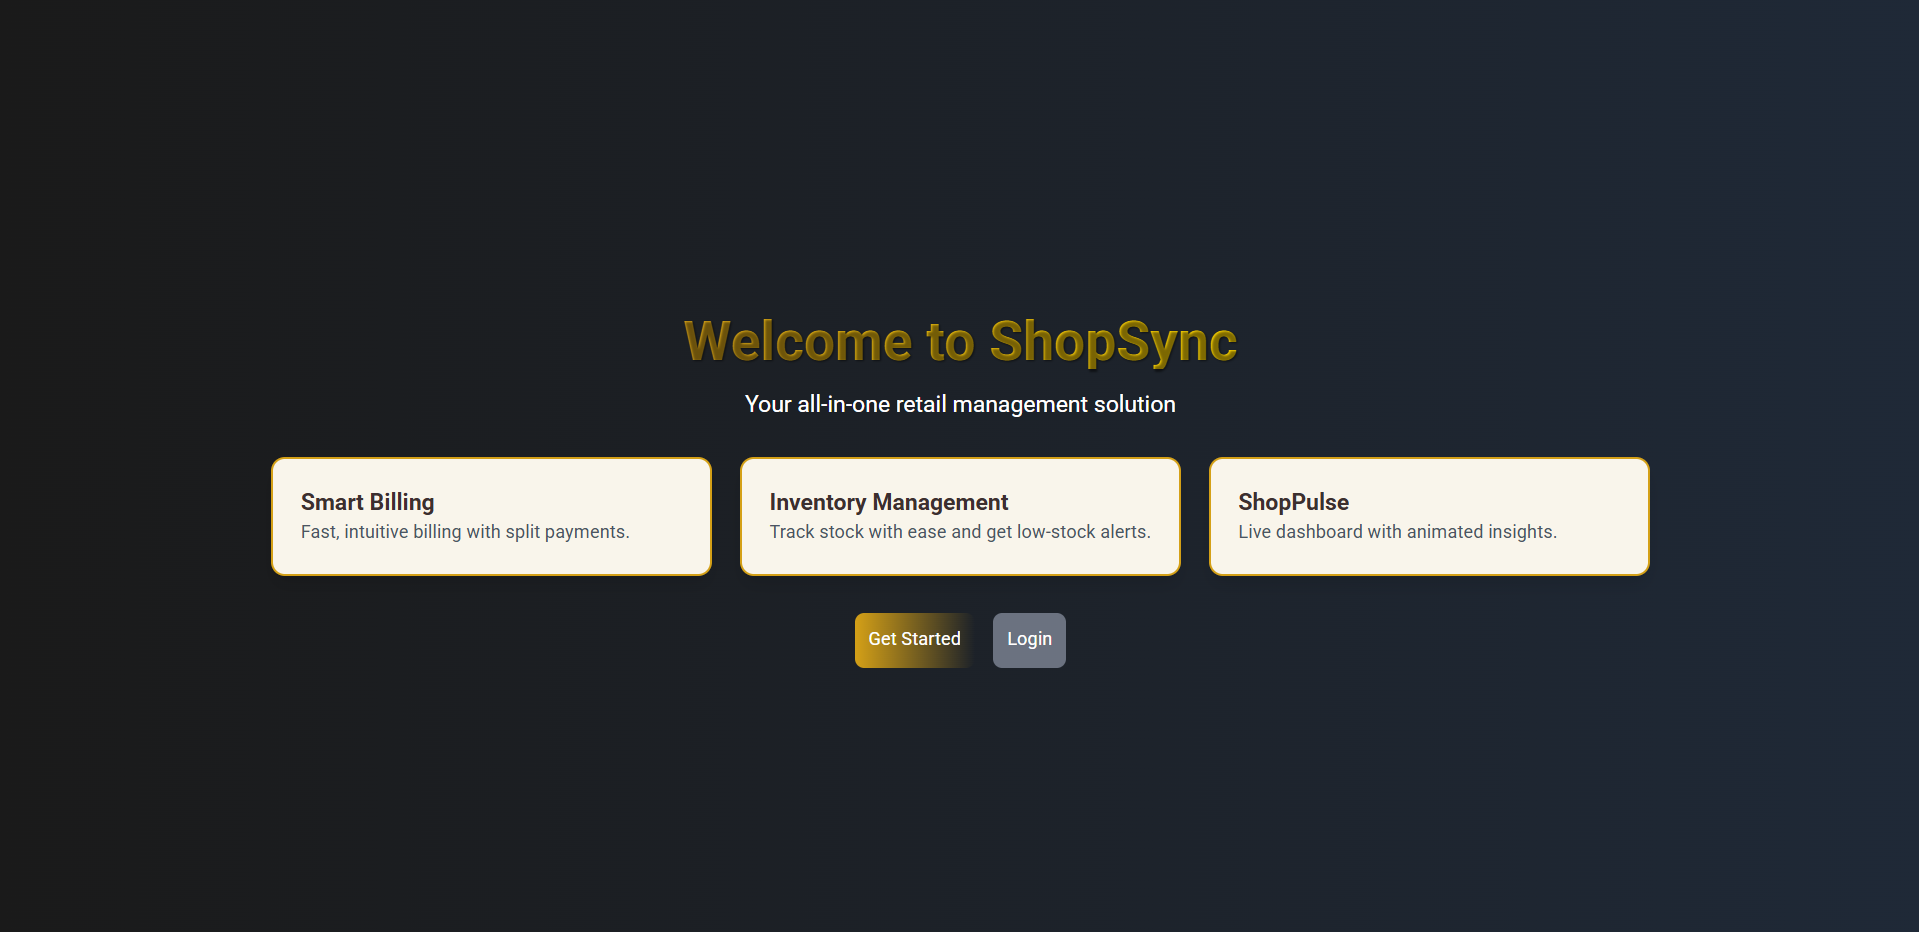 Welcome to ShopSync
Your all-in-one retail management solution
Smart Billing
Fast, intuitive billing with split payments.
Inventory Management
Track stock with ease and get low-stock alerts.
ShopPulse
Live dashboard with animated insights.
Get Started
Login